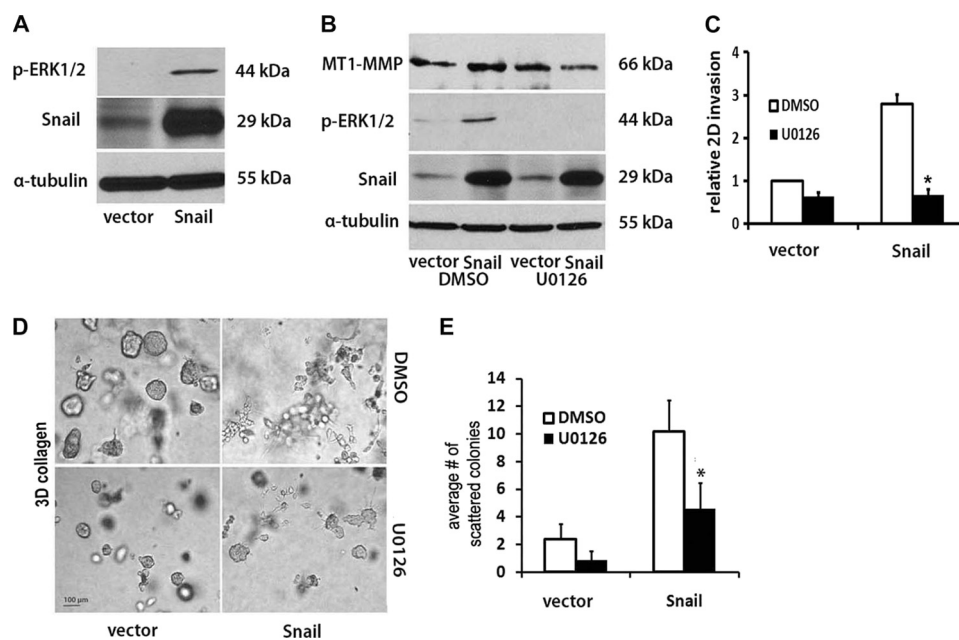 A
p-ERK1/2
44 kDa
Snail
29 kDa
α-tubulin
55 kDa
vector Snail
B
MT1-MMP
66 kDa
p-ERK1/2
44 kDa
Snail
29 kDa
α-tubulin
55 kDa
vector Snail vector Snail
DMSO U0126
C
relative 2D invasion
4
3
2
1
0
DMSO
U0126
*
vector Snail
D
3D collagen
DMSO
U0126
100 µm
vector Snail
E
average # of
scattered colonies
14
12
10
8
6
4
2
0
DMSO
U0126
*
vector Snail